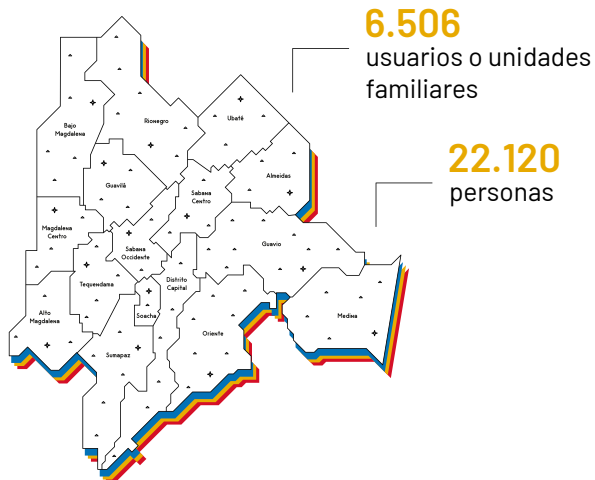 6.506
usuarios o unidades
familiares
22.120
personas
Bajo
Magdalena
Rionegro
Ubaté
Almeidas
Gualivá
Sabana
Centro
Magdalena
Centro
Sabana
Occidente
Guavio
Tequendama
Distrito
Capital
Soacha
Alto
Magdalena
Medina
Oriente
Sumapaz